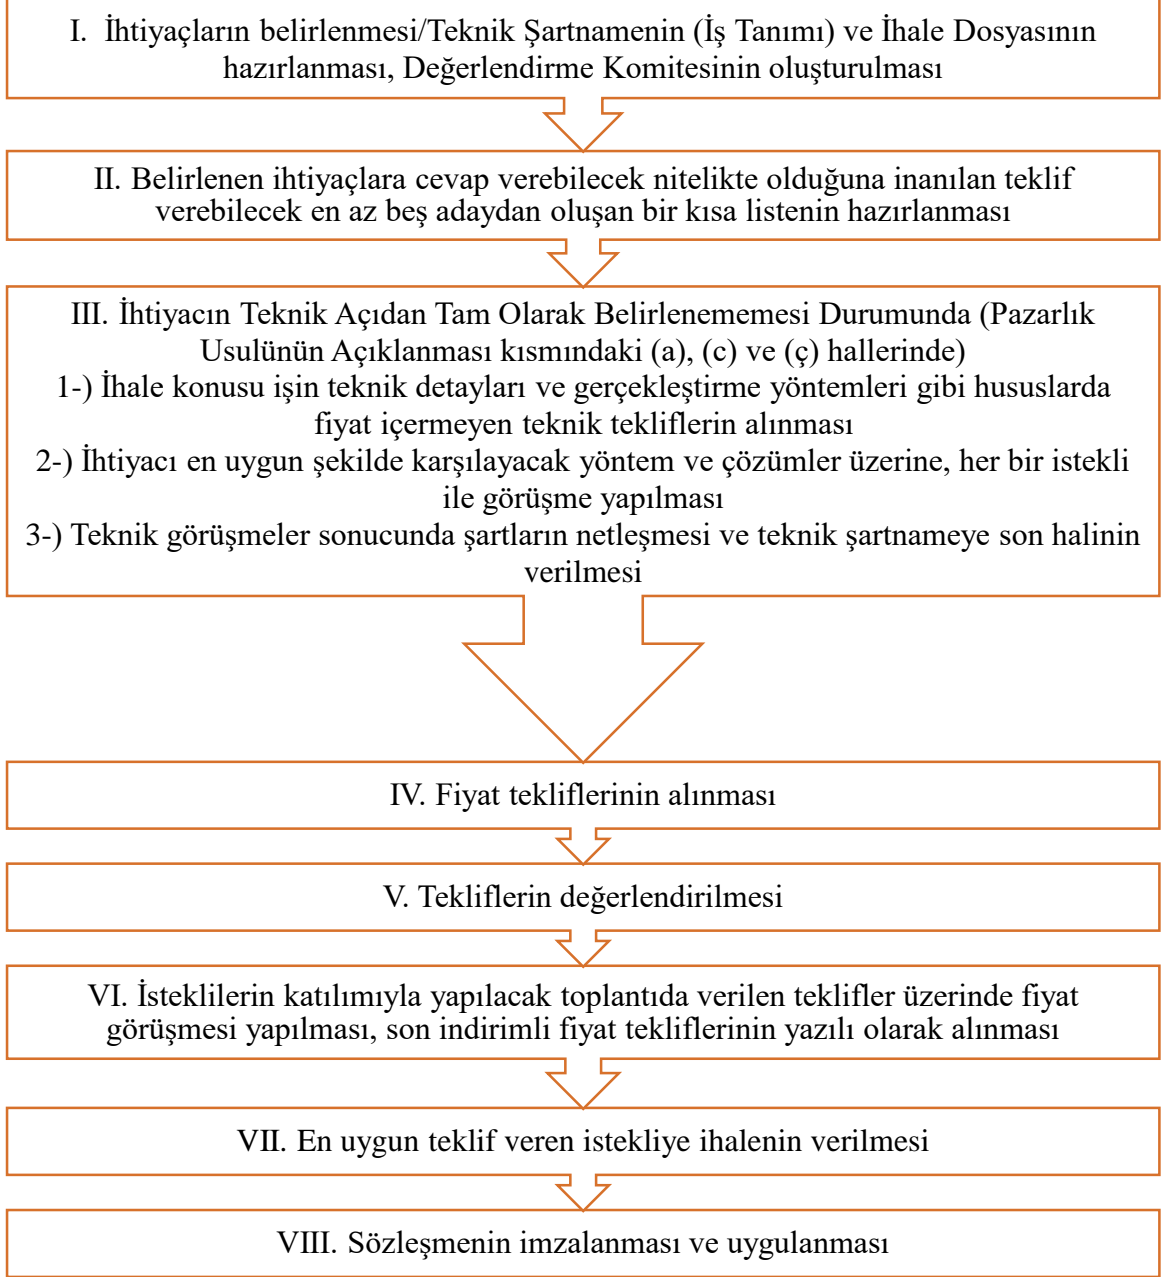 I. İhtiyaçların belirlenmesi/Teknik Şartnamenin (İş Tanımı) ve İhale Dosyasının
hazırlanması, Değerlendirme Komitesinin oluşturulması
II. Belirlenen ihtiyaçlara cevap verebilecek nitelikte olduğuna inanılan teklif
verebilecek en az beş adaydan oluşan bir kısa listenin hazırlanması
III. İhtiyacın Teknik Açıdan Tam Olarak Belirlenememesi Durumunda (Pazarlık
Usulünün Açıklanması kısmındaki (a), (c) ve (ç) hallerinde)
1-) İhale konusu işin teknik detayları ve gerçekleştirme yöntemleri gibi hususlarda
fiyat içermeyen teknik tekliflerin alınması
2-) İhtiyacı en uygun şekilde karşılayacak yöntem ve çözümler üzerine, her bir istekli
ile görüşme yapılması
3-) Teknik görüşmeler sonucunda şartların netleşmesi ve teknik şartnameye son halinin
verilmesi
IV. Fiyat tekliflerinin alınması
V. Tekliflerin değerlendirilmesi
VI. İsteklilerin katılımıyla yapılacak toplantıda verilen teklifler üzerinde fiyat
görüşmesi yapılması, son indirimli fiyat tekliflerinin yazılı olarak alınması
VII. En uygun teklif veren istekliye ihalenin verilmesi
VIII. Sözleşmenin imzalanması ve uygulanması